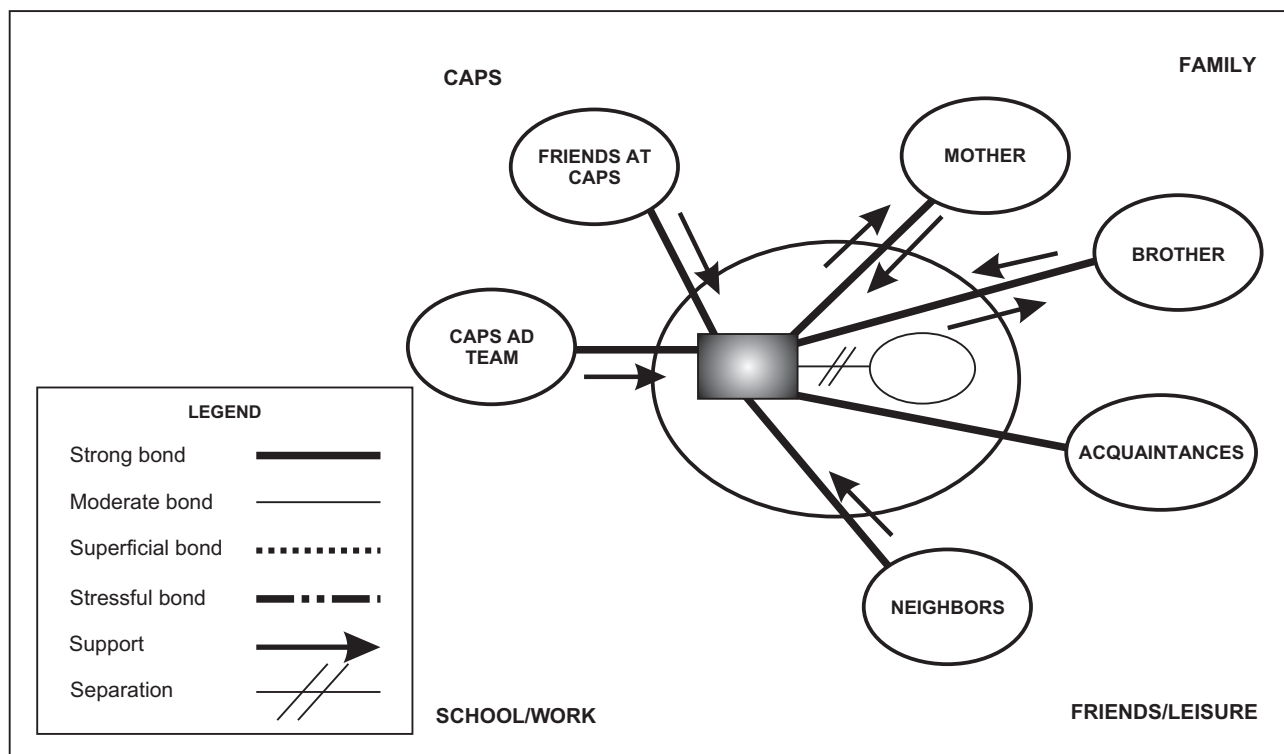 CAPS
FAMILY
FRIENDS AT
CAPS
MOTHER
BROTHER
CAPS AD
TEAM
ACQUAINTANCES
NEIGHBORS
LEGEND
Strong bond
Moderate bond
Superficial bond
Stressful bond
Support
Separation
SCHOOL/WORK
FRIENDS/LEISURE